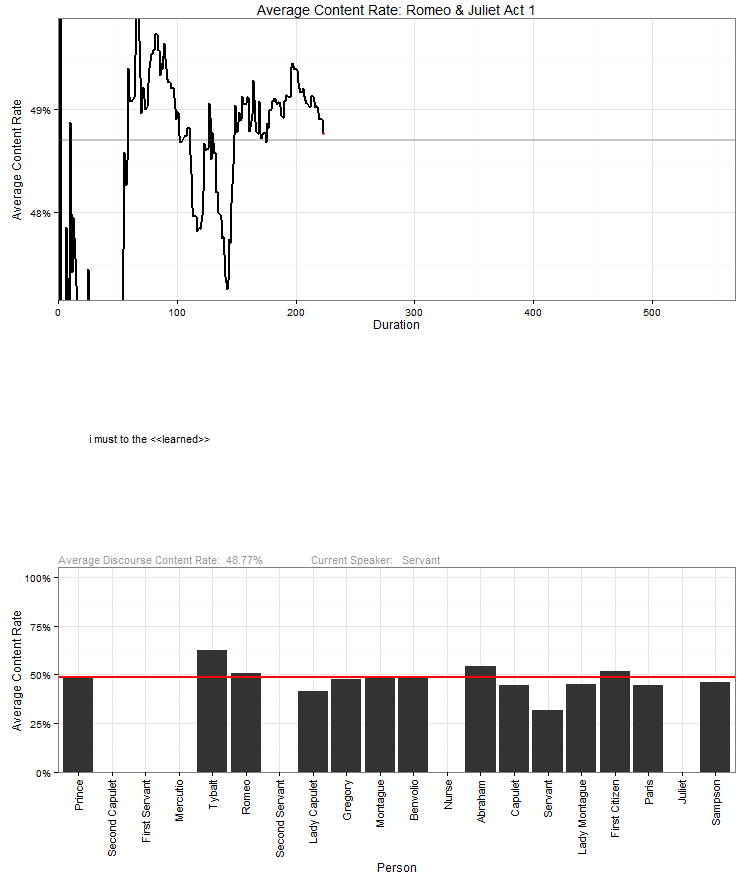 Average Content Rate: Romeo & Juliet Act 1
Average Content Rate
49%
48%
0 100 200 300 400 500
Duration
i must to the <<learned>>
Average Discourse Content Rate: 48.77% Current Speaker: Servant
Average Content Rate
100%
75%
50%
25%
0%
Prince
Second Capulet
First Servant
Mercutio
Tybalt
Romeo
Second Servant
Lady Capulet
Gregory
Montague
Benvolio
Nurse
Abraham
Capulet
Servant
Lady Montague
First Citizen
Paris
Juliet
Sampson
Person